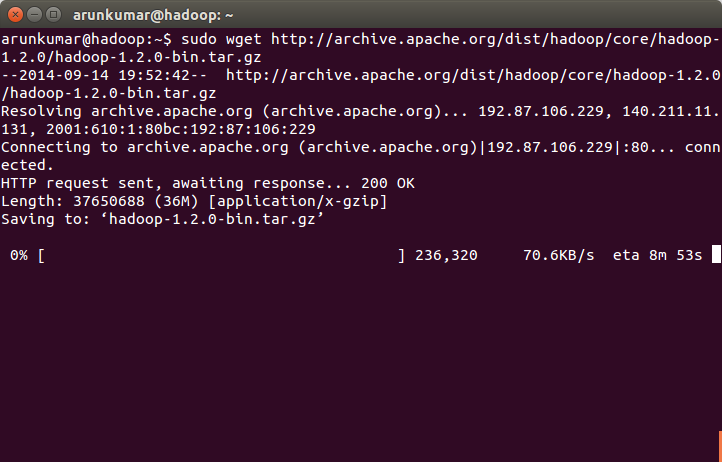 arunkumar@hadoop: ~
arunkumar@hadoop:~$ sudo wget http://archive.apache.org/dist/hadoop/core/hadoop-
1.2.0/hadoop-1.2.0-bin.tar.gz
--2014-09-14 19:52:42--  http://archive.apache.org/dist/hadoop/core/hadoop-1.2.0
/hadoop-1.2.0-bin.tar.gz
Resolving archive.apache.org (archive.apache.org)... 192.87.106.229, 140.211.11.
131, 2001:610:1:80bc:192:87:106:229
Connecting to archive.apache.org (archive.apache.org)|192.87.106.229|:80... conn
ected.
HTTP request sent, awaiting response... 200 OK
Length: 37650688 (36M) [application/x-gzip]
Saving to: ‘hadoop-1.2.0-bin.tar.gz’
 0% [                                       ] 236,320     70.6KB/s  eta 8m 53s